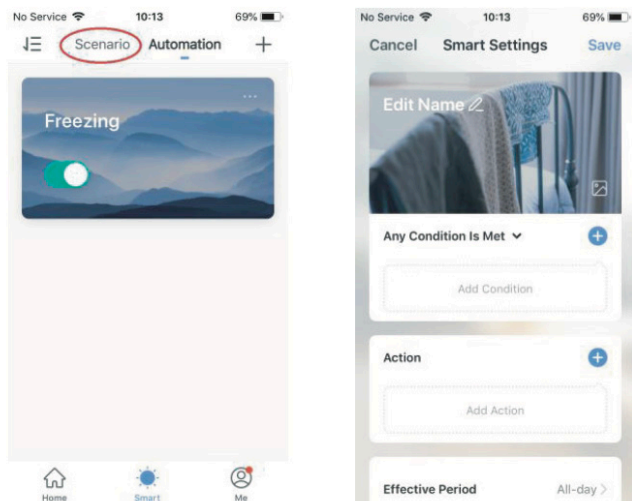 No Service 10:13 69%
Scenario Automation +
Freezing
...
Home Smart Me
No Service 10:13 69%
Cancel Smart Settings Save
Edit Name
Any Condition Is Met
Add Condition
Action
Add Action
Effective Period All-day >